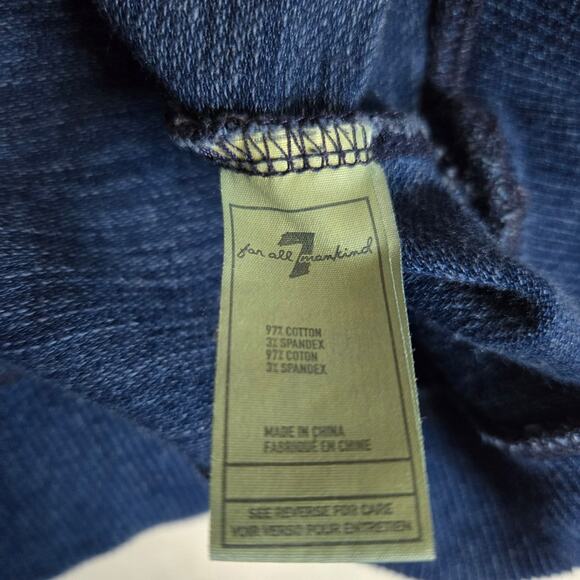 7
for all mankind
97% COTTON
3% SPANDEX
97% COTON
3% SPANDEX
MADE IN CHINA
FABRIQUÉ EN CHINE
SEE REVERSE FOR CARE
VOIR VERSO POUR ENTRETIEN